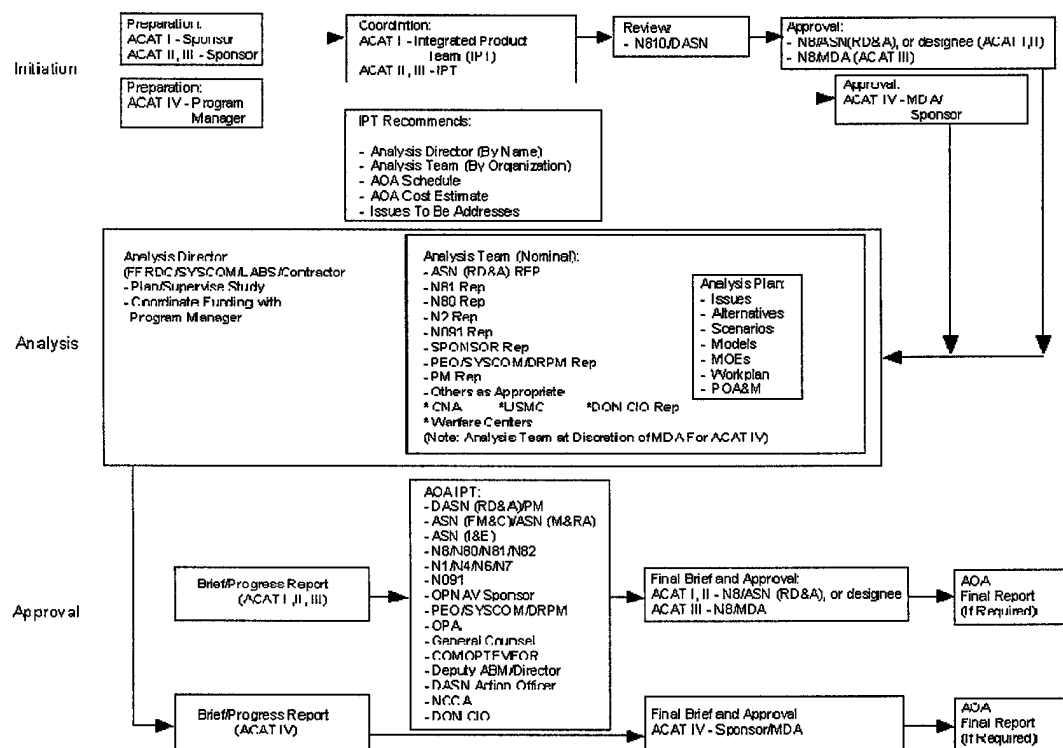 Initiation
Preparation:
ACAT I - Sponsor
ACAT II, III - Sponsor
Preparation:
ACAT IV - Program
Manager
Coordintion:
ACAT I - Integrated Product
Team (IPT)
ACAT II, III - IPT
Review:
- N810/DASN
Approval:
- N8/ASN(RD&A), or designee (ACAT I,II)
- N8/MDA (ACAT III)
Approval:
ACAT IV - MDA/
Sponsor
IPT Recommends:
- Analysis Director (By Name)
- Analysis Team (By Organization)
- AOA Schedule
- AOA Cost Estimate
- Issues To Be Addresses
Analysis
Analysis Director
(FFRDC/SYSCOM/LABS/Contractor
- Plan/Supervise Study
- Coordinate Funding with
Program Manager
Analysis Team (Nominal):
- ASN (RD&A) REP
- N81 Rep
- N80 Rep
- N2 Rep
- N091 Rep
- SPONSOR Rep
- PEO/SYSCOM/DRPM Rep
- PM Rep
- Others as Appropriate
* CNA *USMC *DON CIO Rep
* Warfare Centers
(Note: Analysis Team at Discretion of MDA For ACAT IV)
Analysis Plan:
- Issues
- Alternatives
- Scenarios
- Models
- MOEs
- Workplan
- POA&M
Approval
Brief/Progress Report
(ACAT I ,II, III)
AOA IPT:
- DASN (RD&A)/PM
- ASN (FM&C)/ASN (M&RA)
- ASN (I&E)
- N8/N80/N81/N82
- N1/N4/N6/N7
- N091
- OPNAV Sponsor
- PEO/SYSCOM/DRPM
- OPA
- General Counsel
- COMOPTEVFOR
- Deputy ABM/Director
- DASN Action Officer
- NCCA
- DON CIO
Final Brief and Approval:
ACAT I, II - N8/ASN (RD&A), or designee
ACAT III - N8/MDA
AOA
Final Report
(If Required)
Brief/Progress Report
(ACAT IV)
Final Brief and Approval
ACAT IV - Sponsor/MDA
AOA
Final Report
(If Required)